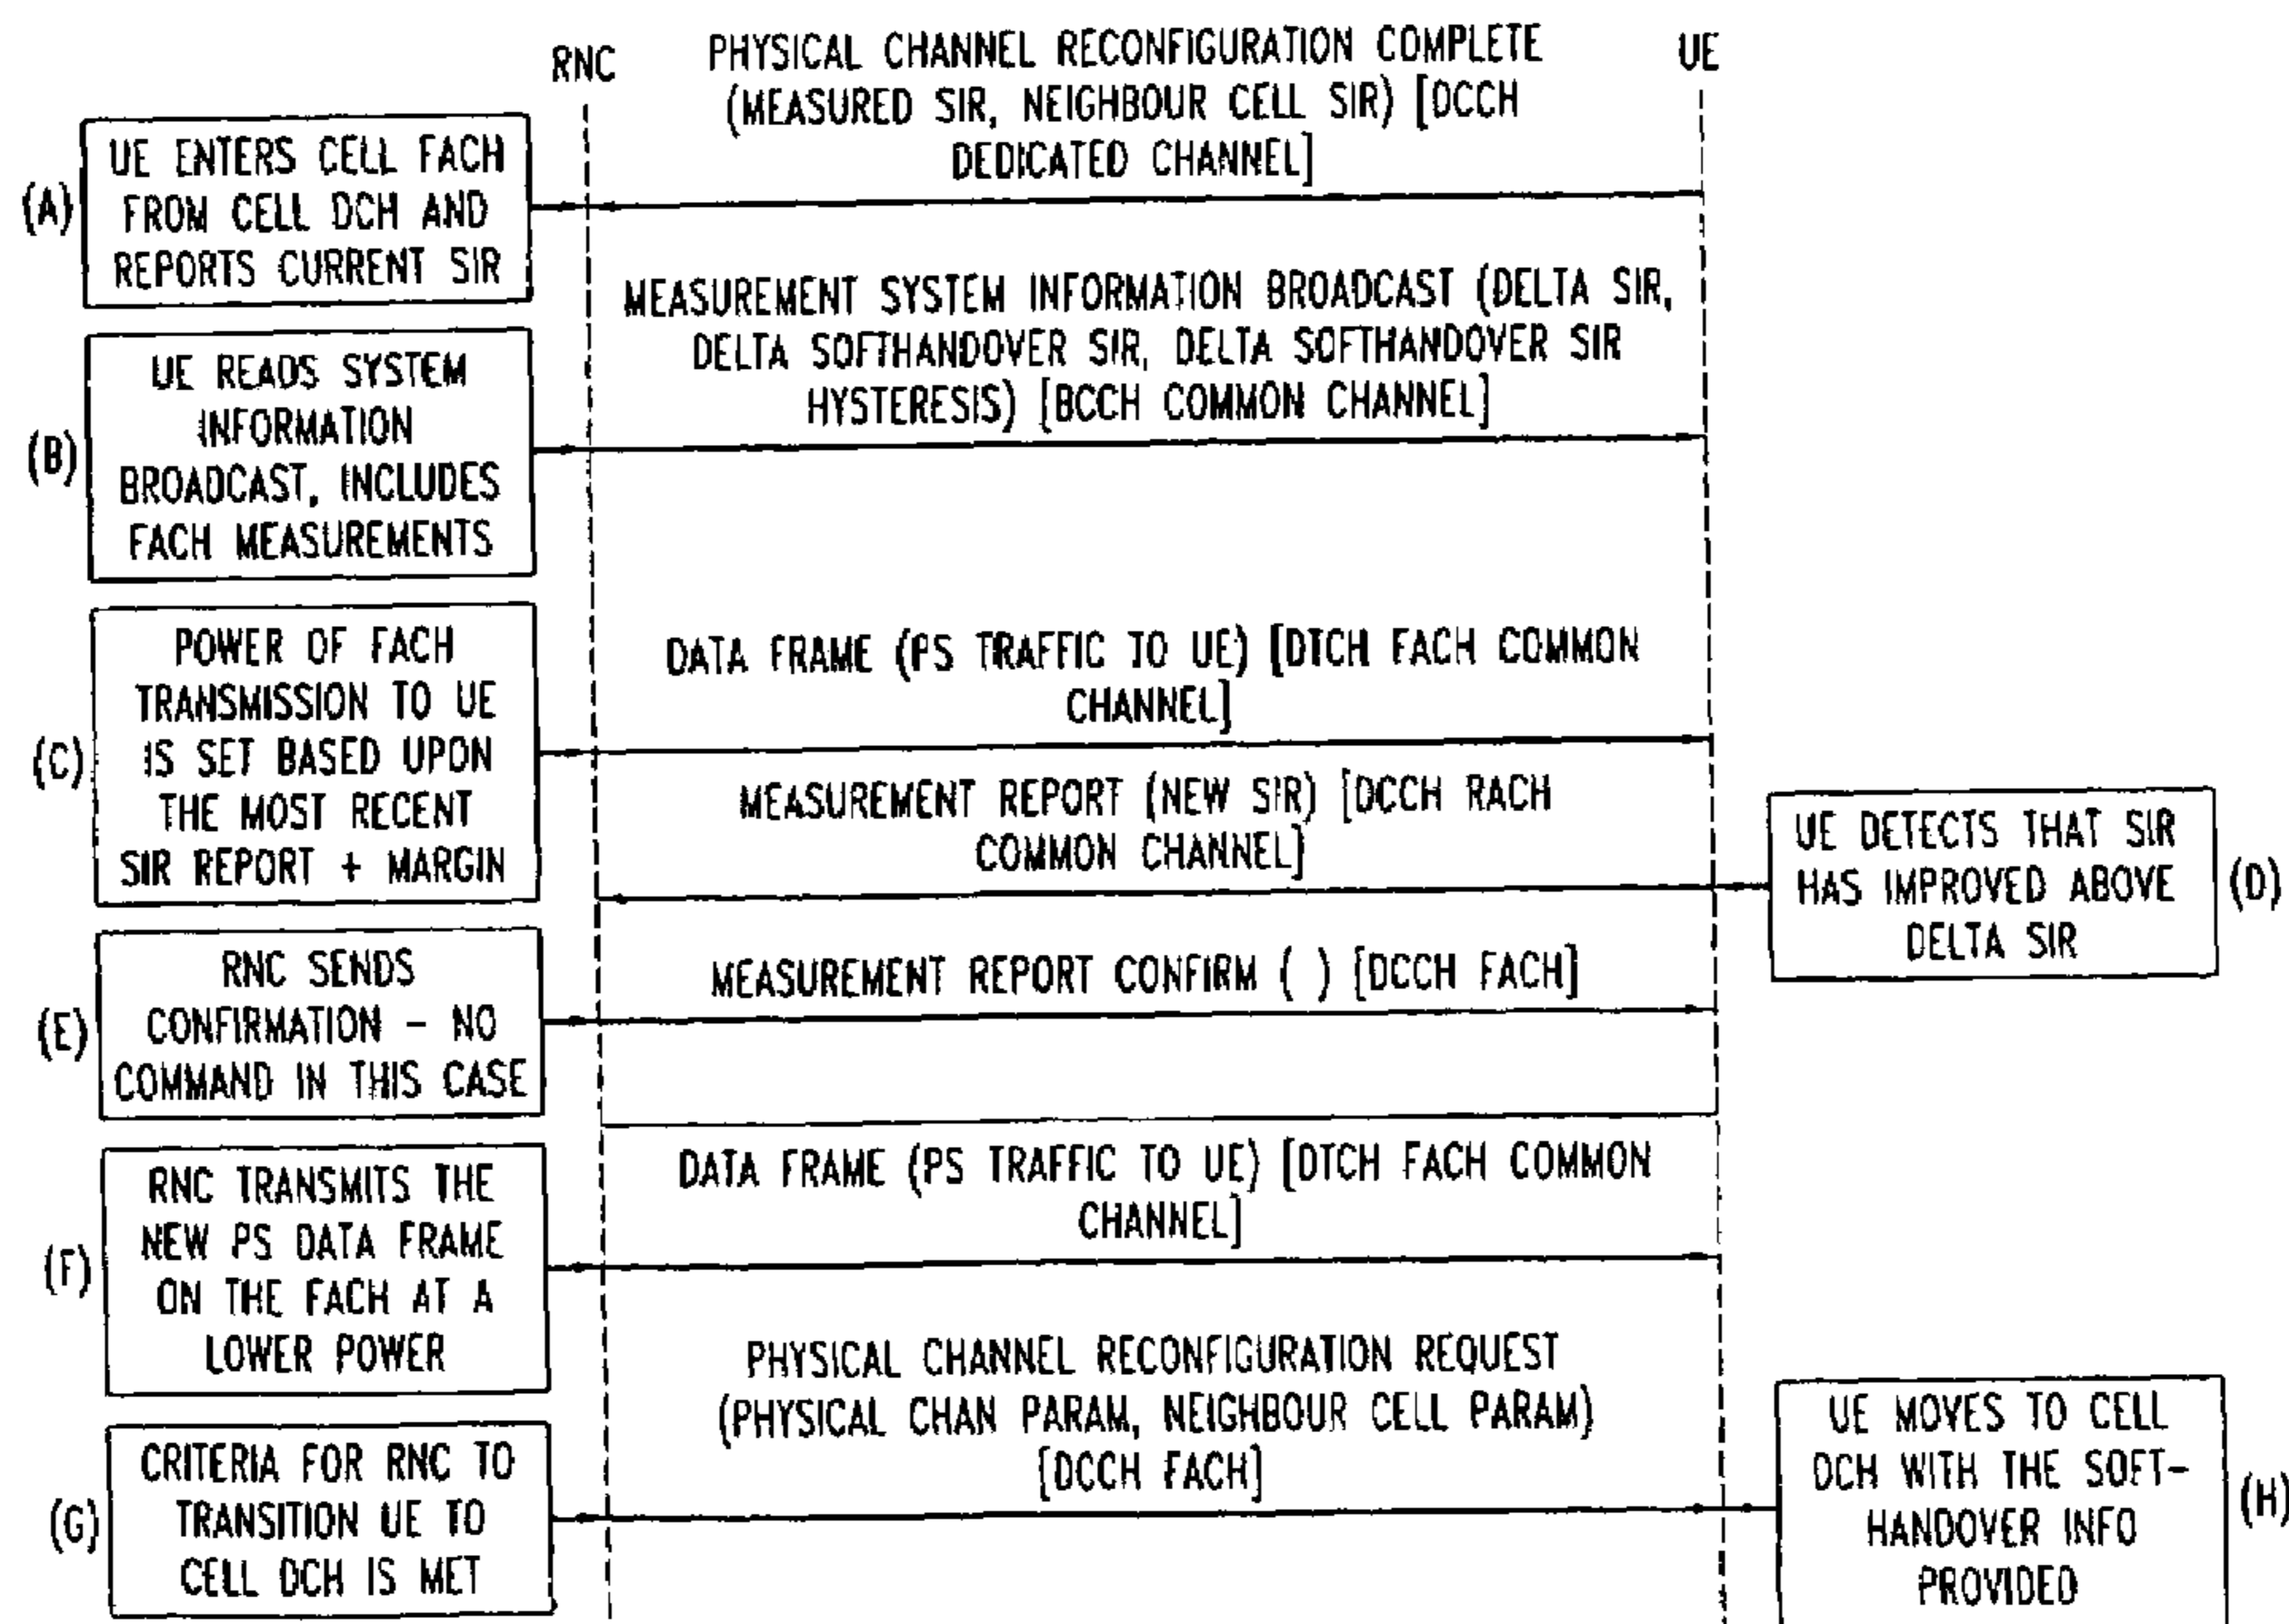 RNC
PHYSICAL CHANNEL RECONFIGURATION COMPLETE
(MEASURED SIR, NEIGHBOUR CELL SIR) [DCCH
DEDICATED CHANNEL]
UE
(A)
UE ENTERS CELL FACH
FROM CELL DCH AND
REPORTS CURRENT SIR
MEASUREMENT SYSTEM INFORMATION BROADCAST (DELTA SIR,
DELTA SOFTHANDOVER SIR, DELTA SOFTHANDOVER SIR
HYSTERESIS) [BCCH COMMON CHANNEL]
(B)
UE READS SYSTEM
INFORMATION
BROADCAST, INCLUDES
FACH MEASUREMENTS
(C)
POWER OF FACH
TRANSMISSION TO UE
IS SET BASED UPON
THE MOST RECENT
SIR REPORT + MARGIN
DATA FRAME (PS TRAFFIC TO UE) [DTCH FACH COMMON
CHANNEL]
MEASUREMENT REPORT (NEW SIR) [DCCH RACH
COMMON CHANNEL]
UE DETECTS THAT SIR
HAS IMPROVED ABOVE
DELTA SIR
(D)
(E)
RNC SENDS
CONFIRMATION – NO
COMMAND IN THIS CASE
MEASUREMENT REPORT CONFIRM ( ) [DCCH FACH]
(F)
RNC TRANSMITS THE
NEW PS DATA FRAME
ON THE FACH AT A
LOWER POWER
DATA FRAME (PS TRAFFIC TO UE) [DTCH FACH COMMON
CHANNEL]
(G)
CRITERIA FOR RNC TO
TRANSITION UE TO
CELL DCH IS MET
PHYSICAL CHANNEL RECONFIGURATION REQUEST
(PHYSICAL CHAN PARAM, NEIGHBOUR CELL PARAM)
[DCCH FACH]
UE MOVES TO CELL
DCH WITH THE SOFT-
HANDOVER INFO
PROVIDED
(H)